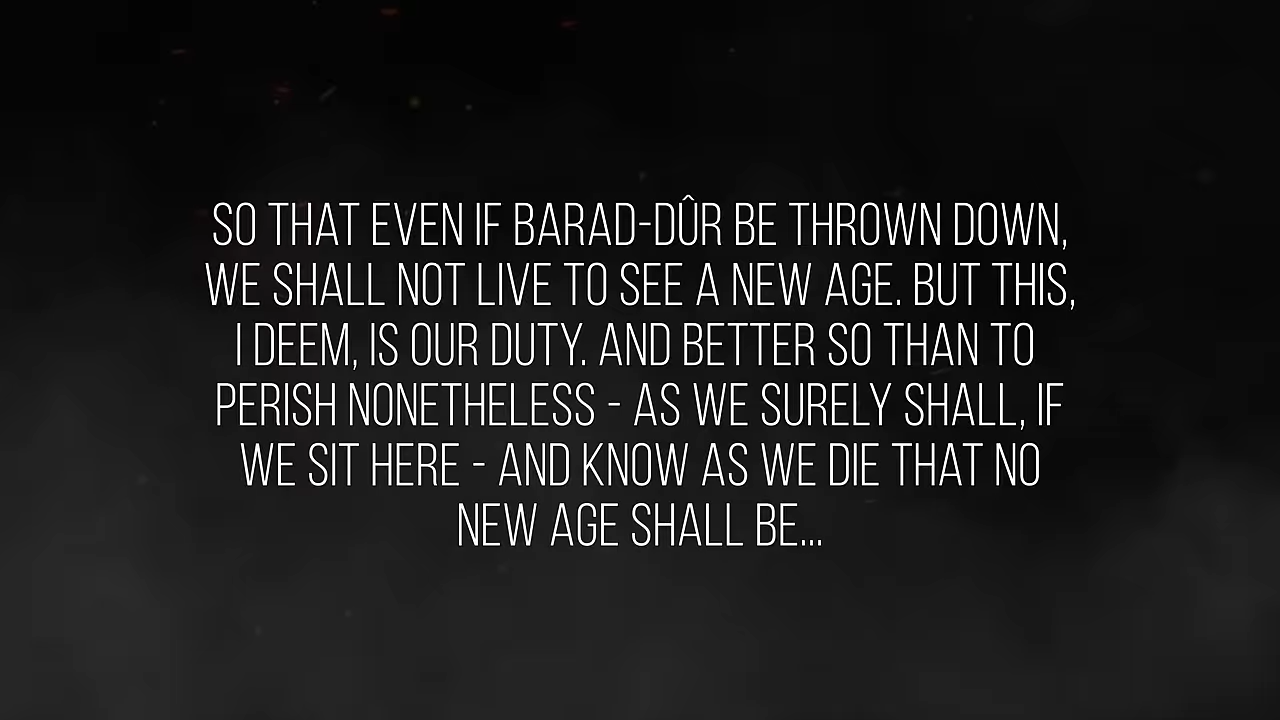 SO THAT EVEN IF BARAD-DÛR BE THROWN DOWN,
WE SHALL NOT LIVE TO SEE A NEW AGE. BUT THIS,
I DEEM, IS OUR DUTY. AND BETTER SO THAN TO
PERISH NONETHELESS - AS WE SURELY SHALL, IF
WE SIT HERE - AND KNOW AS WE DIE THAT NO
NEW AGE SHALL BE...